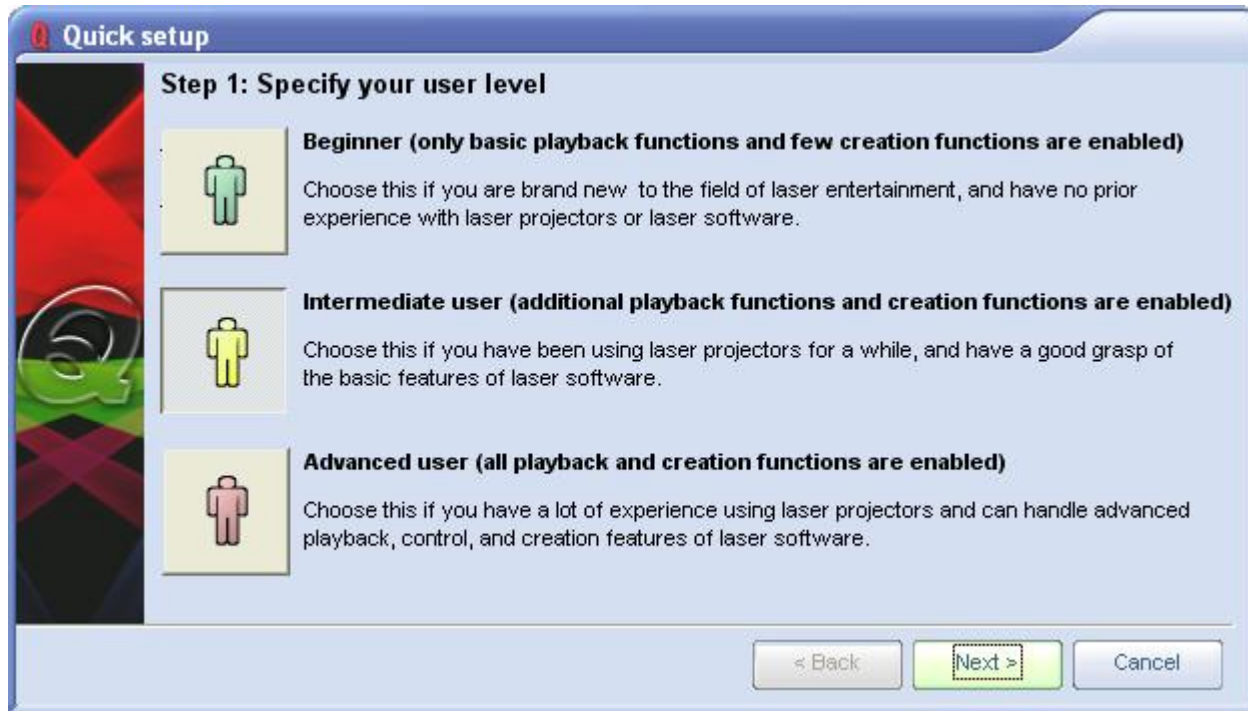 Quick setup
Step 1: Specify your user level
Beginner (only basic playback functions and few creation functions are enabled)
Choose this if you are brand new to the field of laser entertainment, and have no prior
experience with laser projectors or laser software.
Intermediate user (additional playback functions and creation functions are enabled)
Choose this if you have been using laser projectors for a while, and have a good grasp of
the basic features of laser software.
Advanced user (all playback and creation functions are enabled)
Choose this if you have a lot of experience using laser projectors and can handle advanced
playback, control, and creation features of laser software.
< Back Next > Cancel